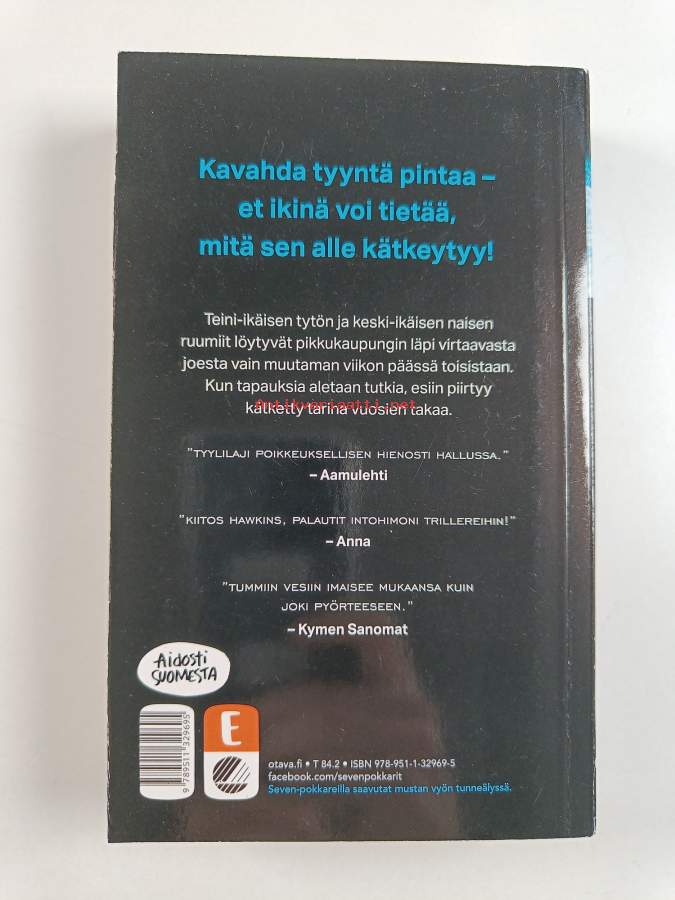 Kavahda tyyntä pintaa –
et ikinä voi tietää,
mitä sen alle kätkeytyy!
Teini-ikäisen tytön ja keski-ikäisen naisen
ruumiit löytyvät pikkukaupungin läpi virtaavasta
joesta vain muutaman viikon päässä toisistaan.
Kun tapauksia aletaan tutkia, esiin piirtyy
Antikvariaatti.net
kätketty tarina vuosien takaa.
"TYYLILAJI POIKKEUKSELLISEN HIENOSTI HALLUSSA."
– Aamulehti
"KIITOS HAWKINS, PALAUTIT INTOHIMONI TRILLEREIHIN!"
– Anna
"TUMMIIN VESIIN IMAISEE MUKAANSA KUIN
JOKI PYÖRTEESEEN."
– Kymen Sanomat
Aidosti
SUOMESTA
9 789511 329695
E
otava.fi • T 84.2 • ISBN 978-951-1-32969-5
facebook.com/sevenpokkarit
Seven-pokkareilla saavutat mustan vyön tunneälyssä.